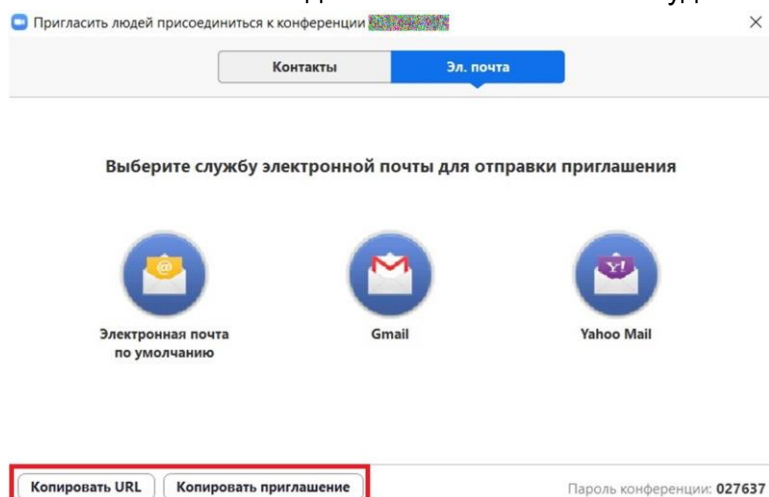 Пригласить людей присоединиться к конференции
Контакты
Эл. почта
Выберите службу электронной почты для отправки приглашения
Электронная почта
по умолчанию
Gmail
Yahoo Mail
Копировать URL
Копировать приглашение
Пароль конференции: 027637